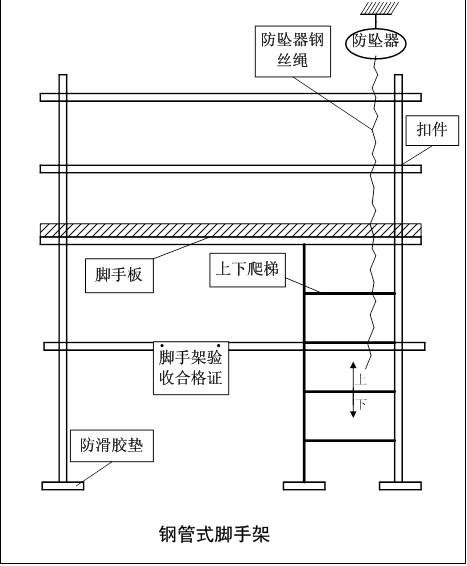 防坠器钢
丝绳
防坠器
扣件
脚手板
上下爬梯
脚手架验
收合格证
上
下
防滑胶垫
钢管式脚手架